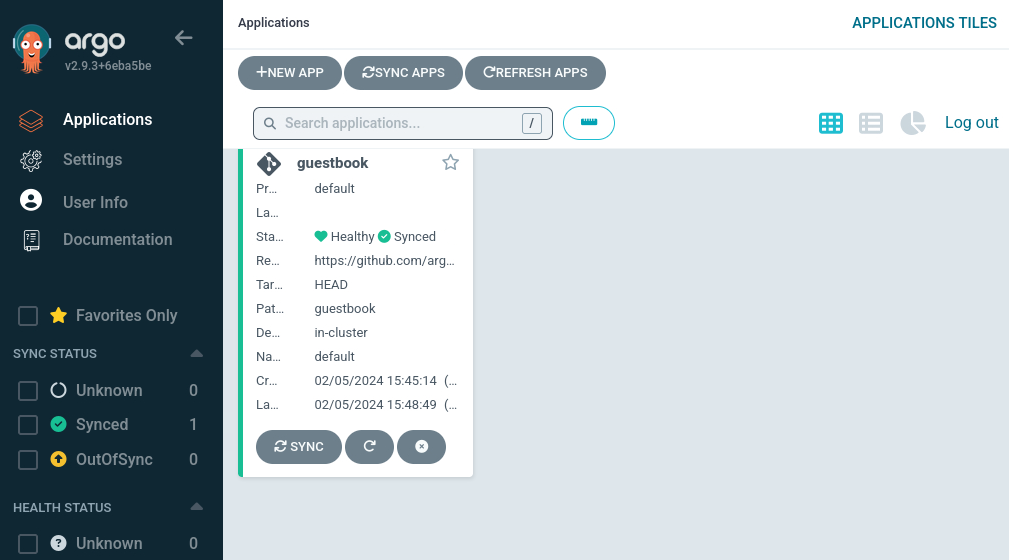 argo
v2.9.3+6eba5be
Applications
Settings
User Info
Documentation
Favorites Only
SYNC STATUS
Unknown 0
Synced 1
OutOfSync 0
HEALTH STATUS
Unknown 0
Applications
APPLICATIONS TILES
NEW APP SYNC APPS REFRESH APPS
Search applications... /
Log out
guestbook
Pr... default
La...
Sta... Healthy Synced
Re... https://github.com/arg...
Tar... HEAD
Pat... guestbook
De... in-cluster
Na... default
Cr... 02/05/2024 15:45:14 (...
La... 02/05/2024 15:48:49 (...
SYNC